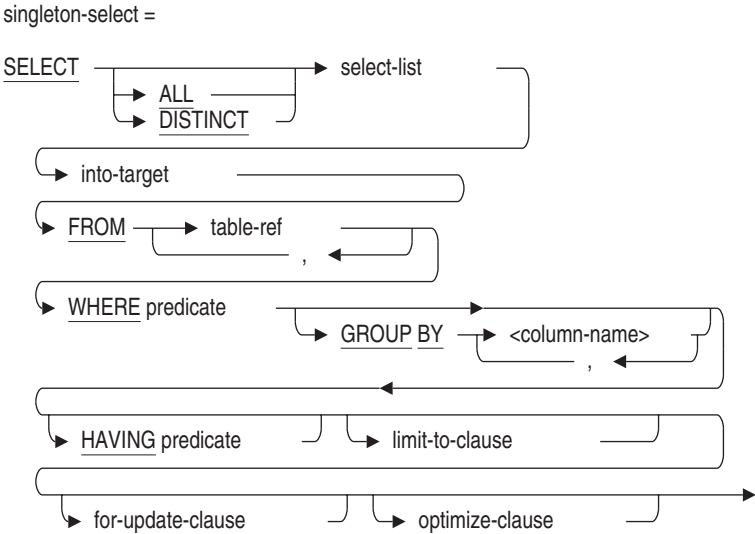 singleton-select =
SELECT select-list
ALL
DISTINCT
into-target
FROM table-ref
,
WHERE predicate
GROUP BY <column-name>
,
HAVING predicate limit-to-clause
for-update-clause optimize-clause